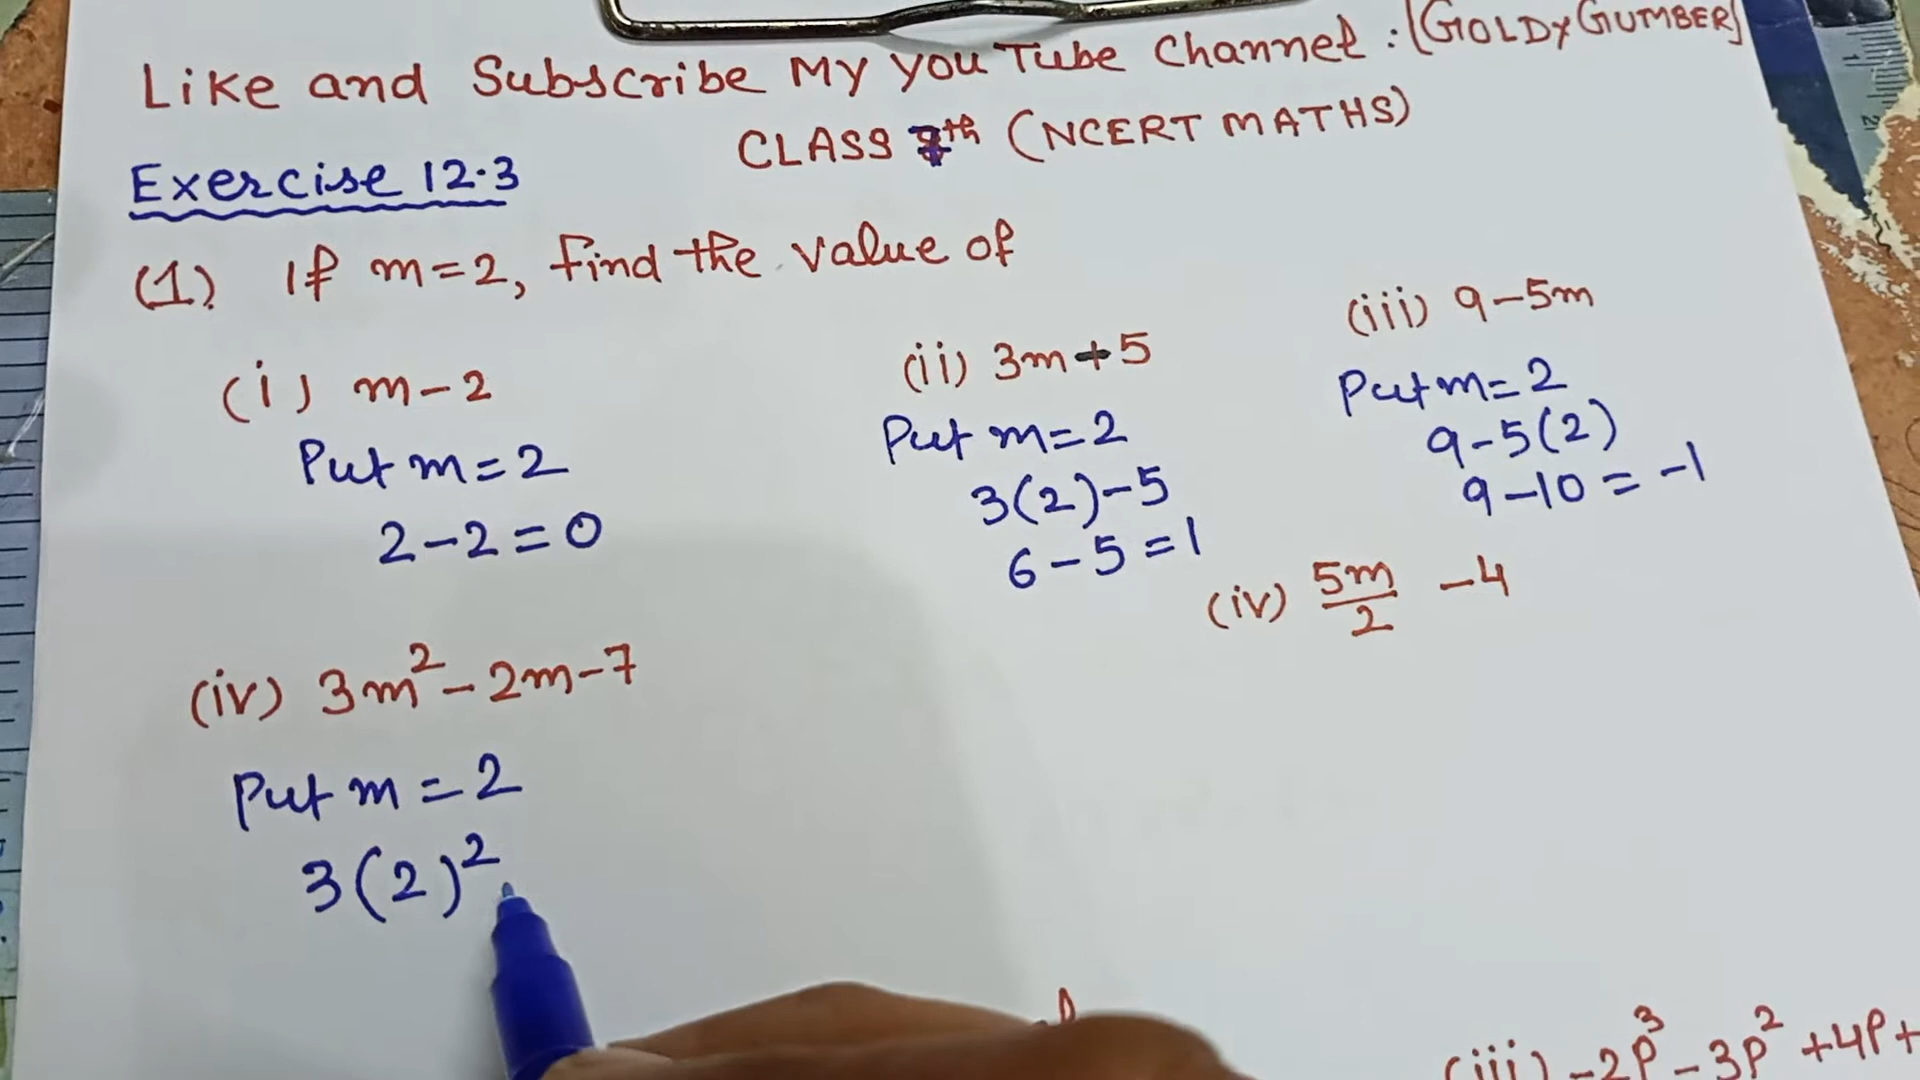 Like and Subscribe My YouTube Channel : (GOLDY GUMBER)
CLASS 7th (NCERT MATHS)
Exercise 12.3
(1) If m=2, find the value of
(i) m-2
Put m=2
2-2=0
(ii) 3m+5
Put m=2
3(2)-5
6-5=1
(iii) 9-5m
Put m=2
9-5(2)
9-10=-1
(iv) 3m²-2m-7
Put m=2
3(2)²
(iv) 5m/2 -4
(iii) -2p³-3p²+4p+